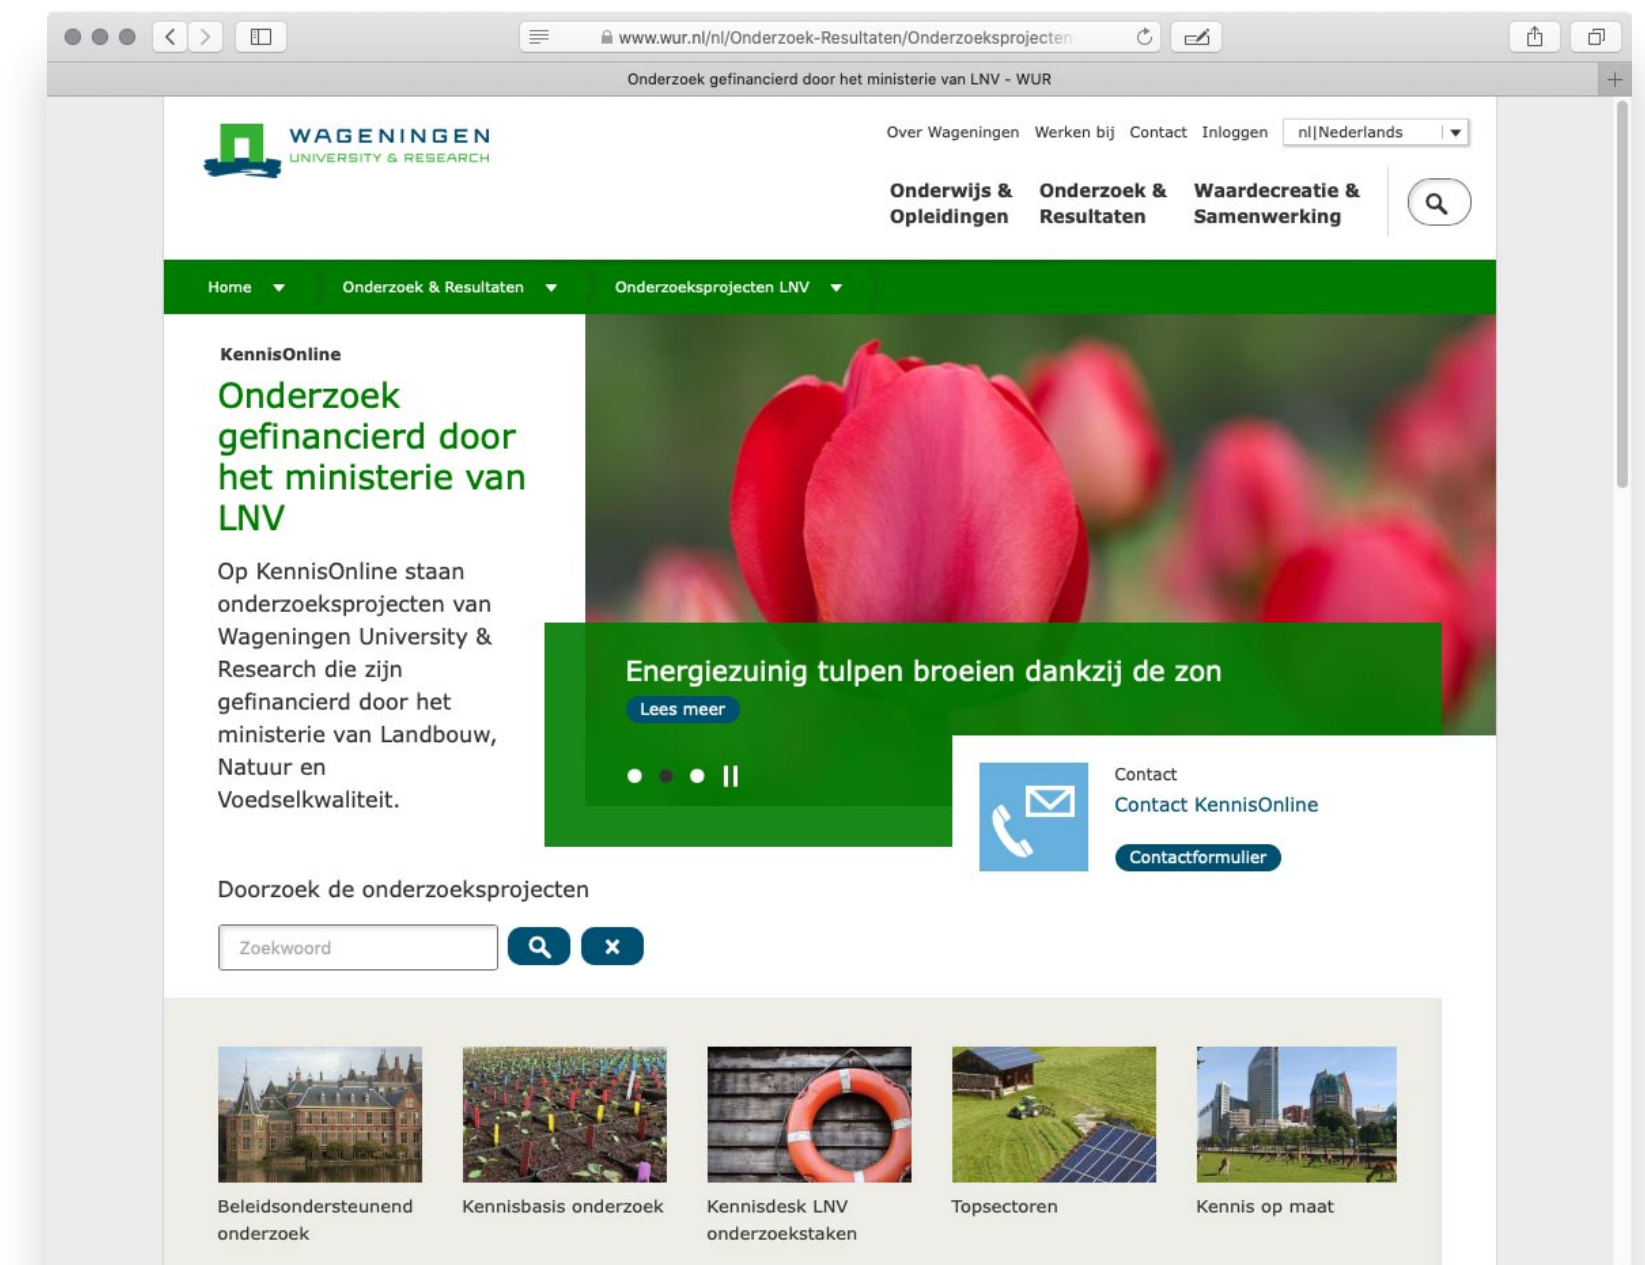 www.wur.nl/nl/Onderzoek-Resultaten/Onderzoeksprojecten
Onderzoek gefinancierd door het ministerie van LNV - WUR
WAGENINGEN
UNIVERSITY & RESEARCH
Over Wageningen Werken bij Contact Inloggen nl|Nederlands
Onderwijs & Opleidingen
Onderzoek & Resultaten
Waardecreatie & Samenwerking
Home Onderzoek & Resultaten Onderzoeksprojecten LNV
KennisOnline
Onderzoek
gefinancierd door
het ministerie van
LNV
Op KennisOnline staan
onderzoeksprojecten van
Wageningen University &
Research die zijn
gefinancierd door het
ministerie van Landbouw,
Natuur en
Voedselkwaliteit.
Energiezuinig tulpen broeien dankzij de zon
Lees meer
Contact
Contact KennisOnline
Contactformulier
Doorzoek de onderzoeksprojecten
Zoekwoord
Beleidsondersteunend
onderzoek
Kennisbasis onderzoek
Kennisdesk LNV
onderzoekstaken
Topsectoren
Kennis op maat